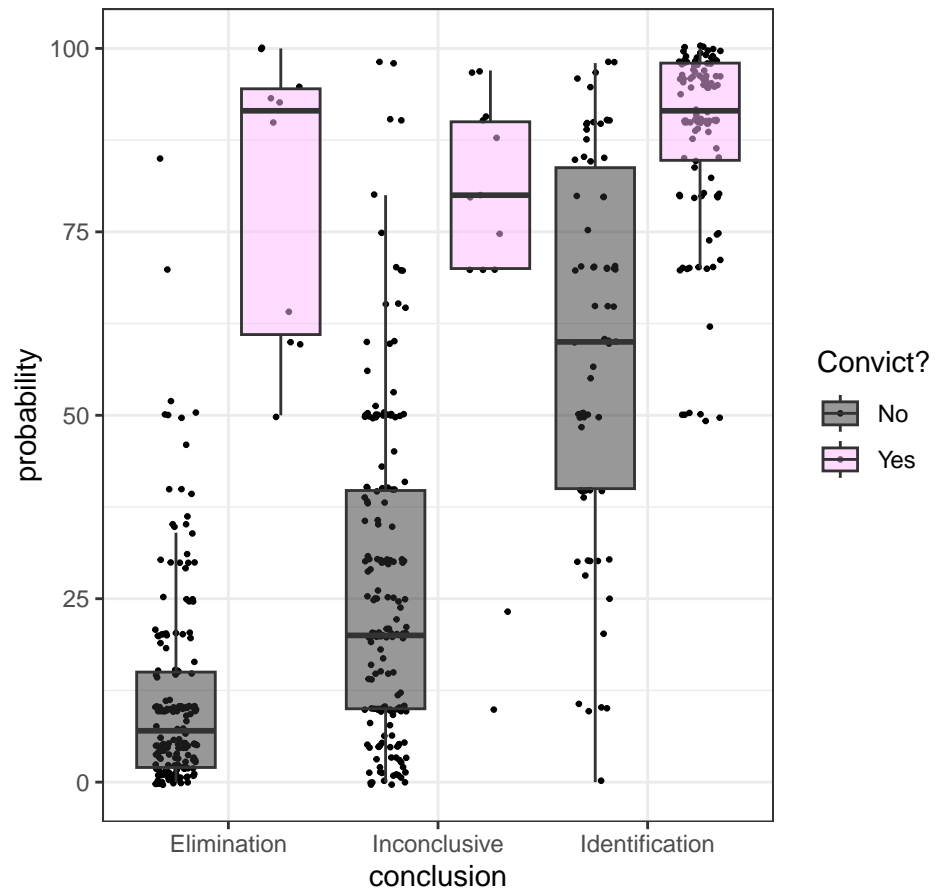 100
75
50
25
0
probability
Elimination
Inconclusive
Identification
conclusion
Convict?
No
Yes